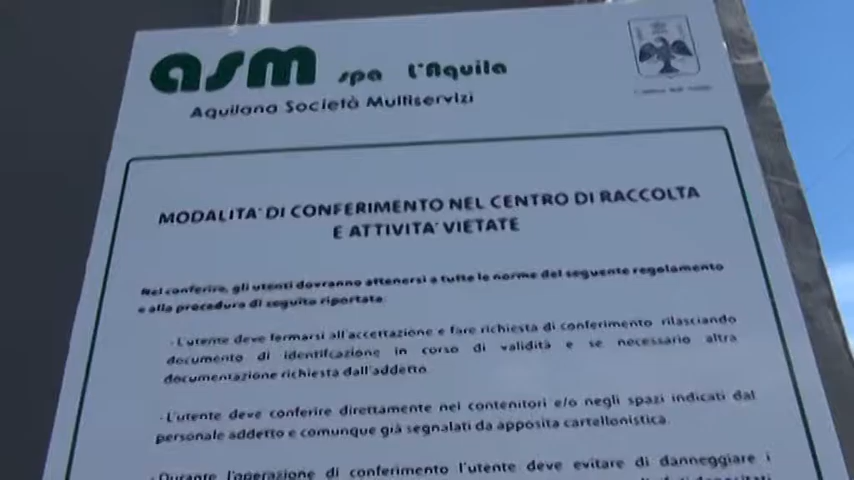 asm spa L'Aquila
Aquilana Società Multiservizi
MODALITA' DI CONFERIMENTO NEL CENTRO DI RACCOLTA
E ATTIVITA' VIETATE
Nel conferire, gli utenti dovranno attenersi a tutte le norme del seguente regolamento
e alla procedura di seguito riportata
- L'utente deve fermarsi all'accettazione e fare richiesta di conferimento rilasciando
documento di identifcazione in corso di validità e se necessario altra
documentazione richiesta dall'addetto.
- L'utente deve conferire direttamente nei contenitori e/o negli spazi indicati dal
personale addetto e comunque già segnalati da apposita cartellonistica.
- Durante l'operazione di conferimento l'utente deve evitare di danneggiare i